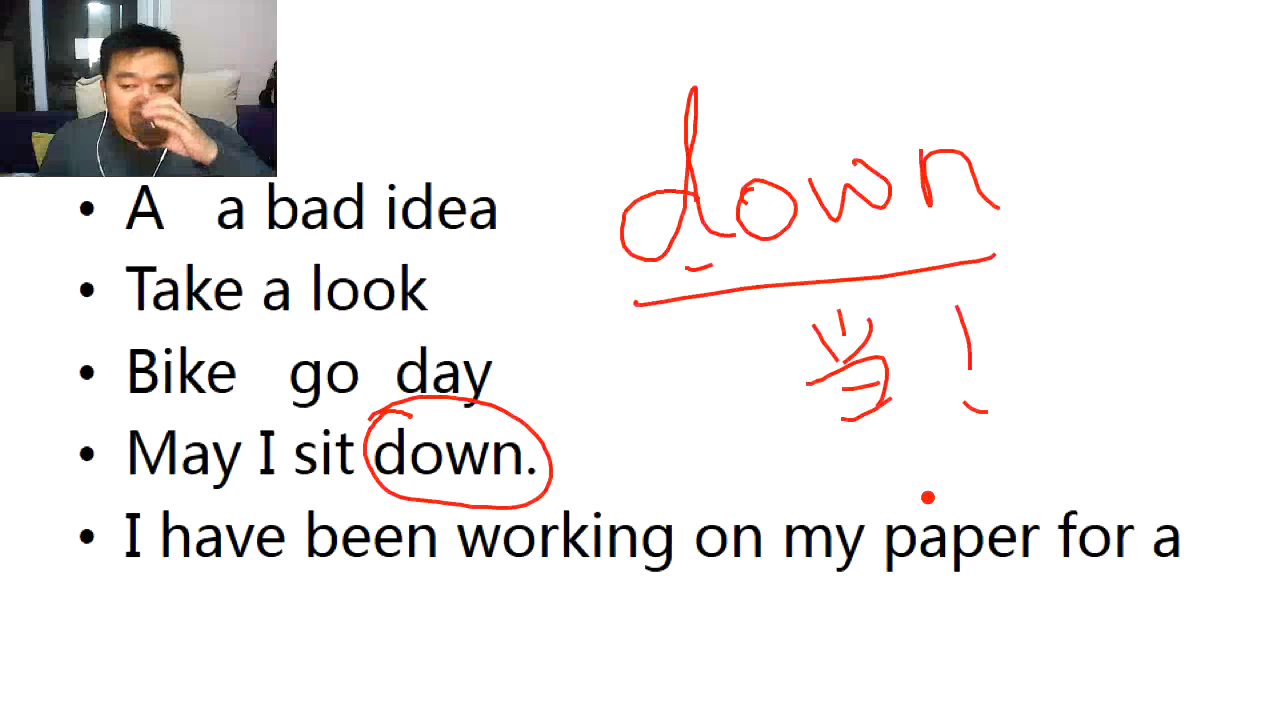 • A a bad idea
• Take a look
• Bike go day
• May I sit down.
• I have been working on my paper for a
down
当!